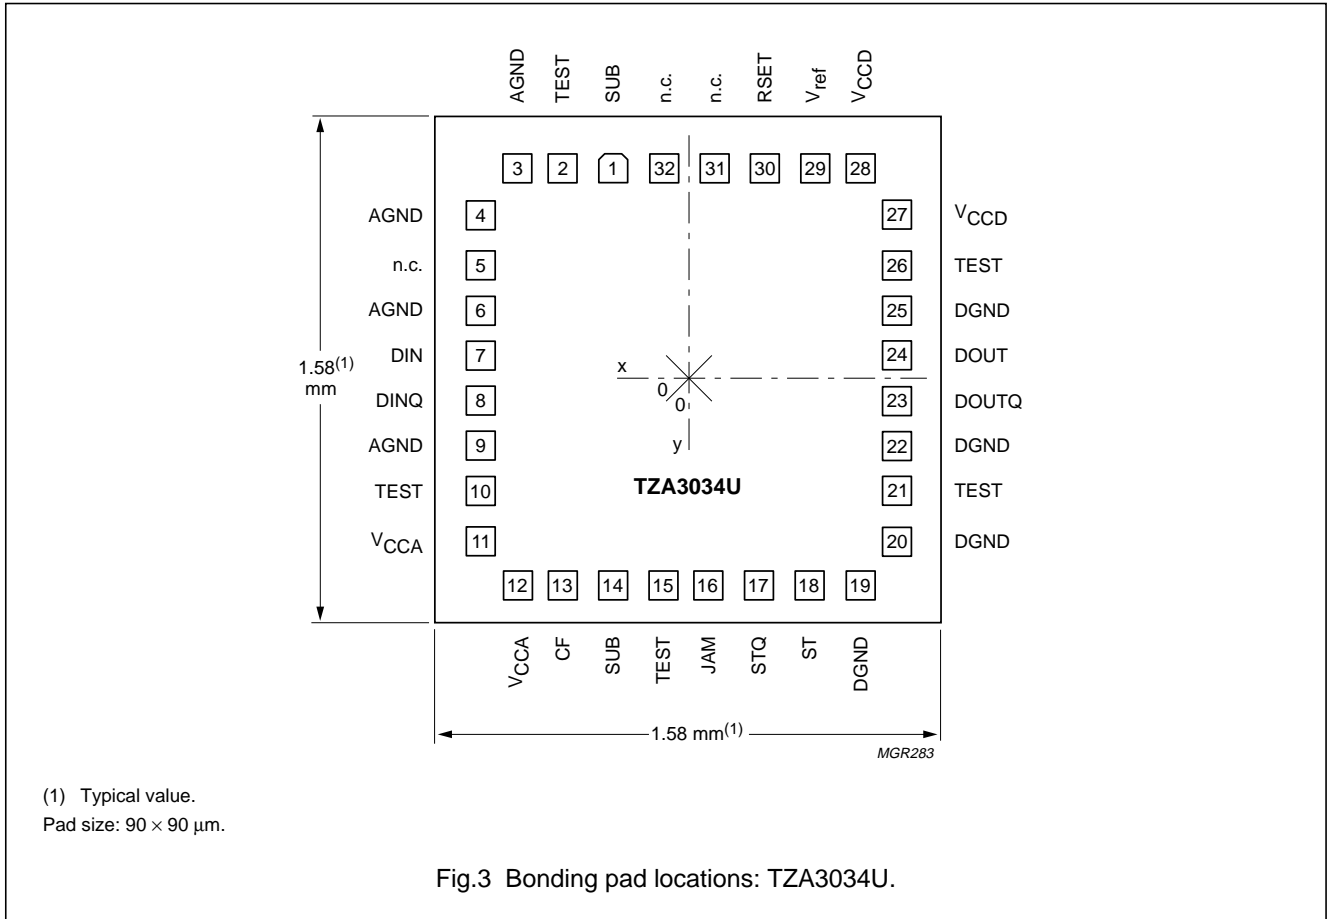 AGND TEST SUB n.c. n.c. RSET Vref VCCD
3 2 1 32 31 30 29 28
AGND 4 27 VCCD
n.c. 5 26 TEST
AGND 6 25 DGND
DIN 7 24 DOUT
1.58(1)
mm
x
0
0
y
DINQ 8 23 DOUTQ
AGND 9 22 DGND
TZA3034U
TEST 10 21 TEST
VCCA 11 20 DGND
12 13 14 15 16 17 18 19
VCCA CF SUB TEST JAM STQ ST DGND
1.58 mm(1)
MGR283
(1) Typical value.
Pad size: 90 × 90 μm.
Fig.3 Bonding pad locations: TZA3034U.